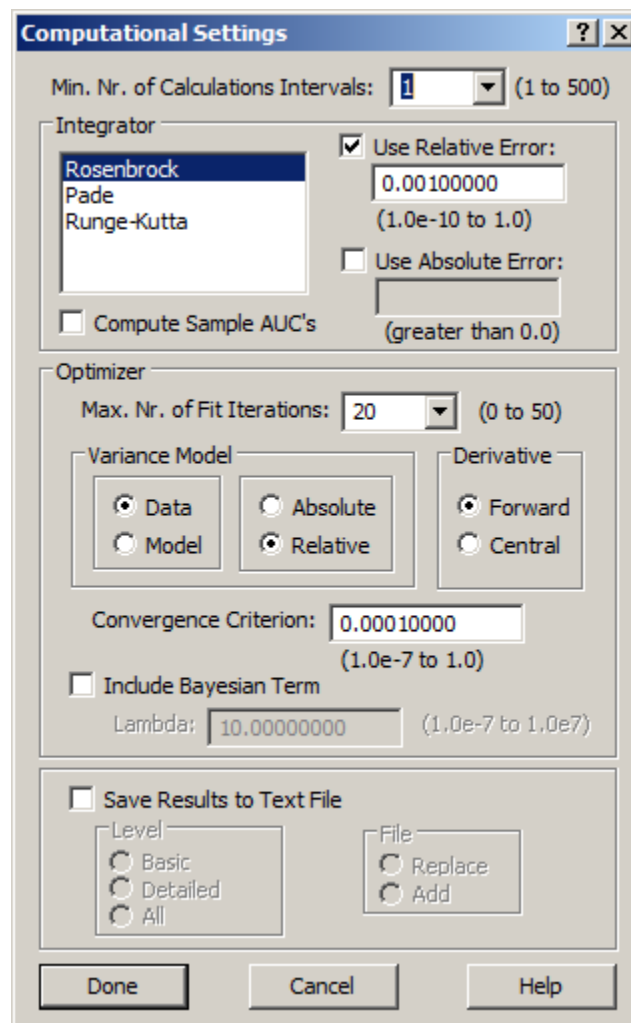 Computational Settings
Min. Nr. of Calculations Intervals: 1 (1 to 500)
Integrator
Rosenbrock
Pade
Runge-Kutta
Use Relative Error:
0.00100000
(1.0e-10 to 1.0)
Use Absolute Error:
(greater than 0.0)
Compute Sample AUC's
Optimizer
Max. Nr. of Fit Iterations: 20 (0 to 50)
Variance Model
Data
Model
Absolute
Relative
Derivative
Forward
Central
Convergence Criterion: 0.00010000
(1.0e-7 to 1.0)
Include Bayesian Term
Lambda: 10.00000000 (1.0e-7 to 1.0e7)
Save Results to Text File
Level
Basic
Detailed
All
File
Replace
Add
Done Cancel Help